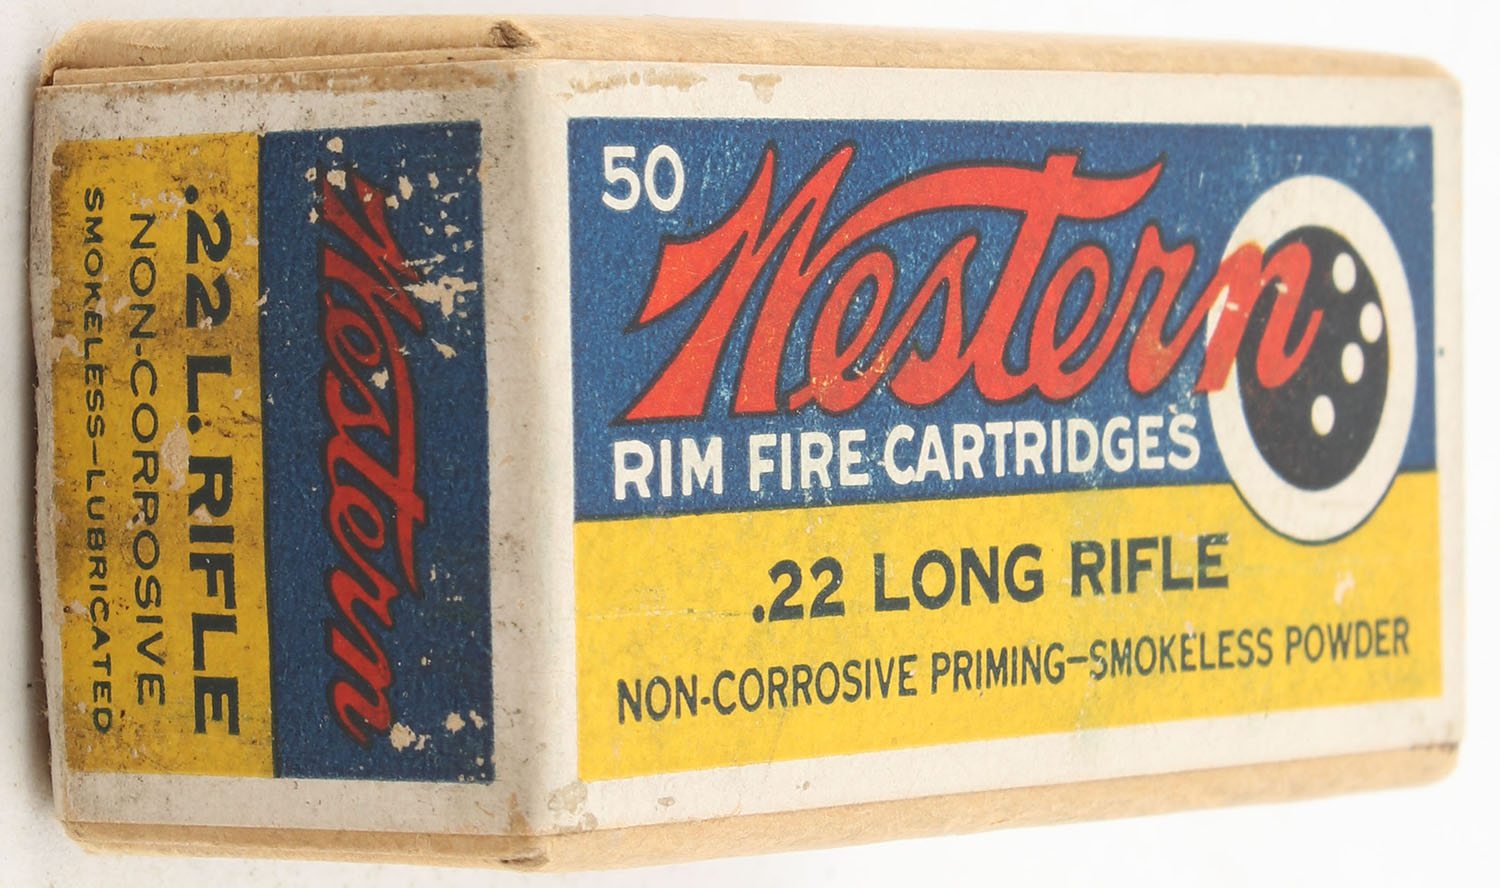 50
Western
RIM FIRE CARTRIDGES
.22 LONG RIFLE
NON-CORROSIVE PRIMING—SMOKELESS POWDER
Western
.22 L. RIFLE
NON-CORROSIVE
SMOKELESS—LUBRICATED